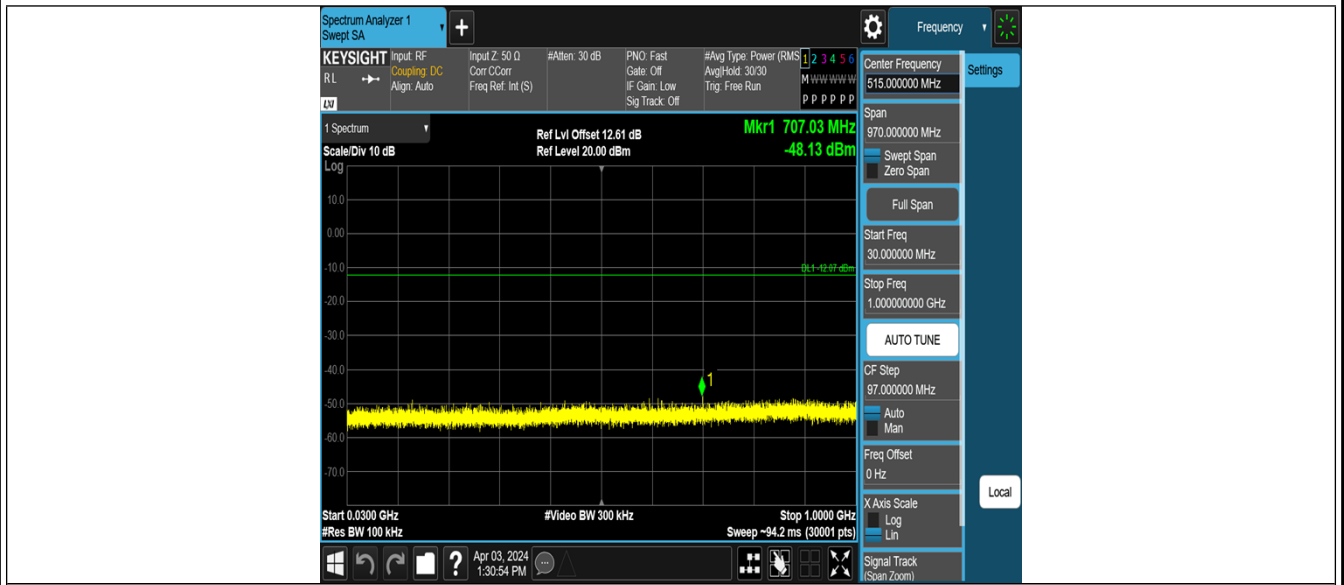 Spectrum Analyzer 1
Swept SA
+
Frequency
KEYSIGHT
RL
LXI
Input: RF
Coupling: DC
Align: Auto
Input Z: 50 Ω
Corr CCorr
Freq Ref: Int (S)
#Atten: 30 dB
PNO: Fast
Gate: Off
IF Gain: Low
Sig Track: Off
#Avg Type: Power (RMS
Avg|Hold: 30/30
Trig: Free Run
1 2 3 4 5 6
M W W W W W
P P P P P P
1 Spectrum
Scale/Div 10 dB
Log
Ref Lvl Offset 12.61 dB
Ref Level 20.00 dBm
Mkr1 707.03 MHz
-48.13 dBm
10.0
0.00
-10.0
DL1 -12.07 dBm
-20.0
-30.0
-40.0
1
-50.0
-60.0
-70.0
Start 0.0300 GHz
#Video BW 300 kHz
Stop 1.0000 GHz
#Res BW 100 kHz
Sweep ~94.2 ms (30001 pts)
?
Apr 03, 2024
1:30:54 PM
Center Frequency
515.000000 MHz
Span
970.000000 MHz
Swept Span
Zero Span
Full Span
Start Freq
30.000000 MHz
Stop Freq
1.000000000 GHz
AUTO TUNE
CF Step
97.000000 MHz
Auto
Man
Freq Offset
0 Hz
X Axis Scale
Log
Lin
Signal Track
(Span Zoom)
Settings
Local